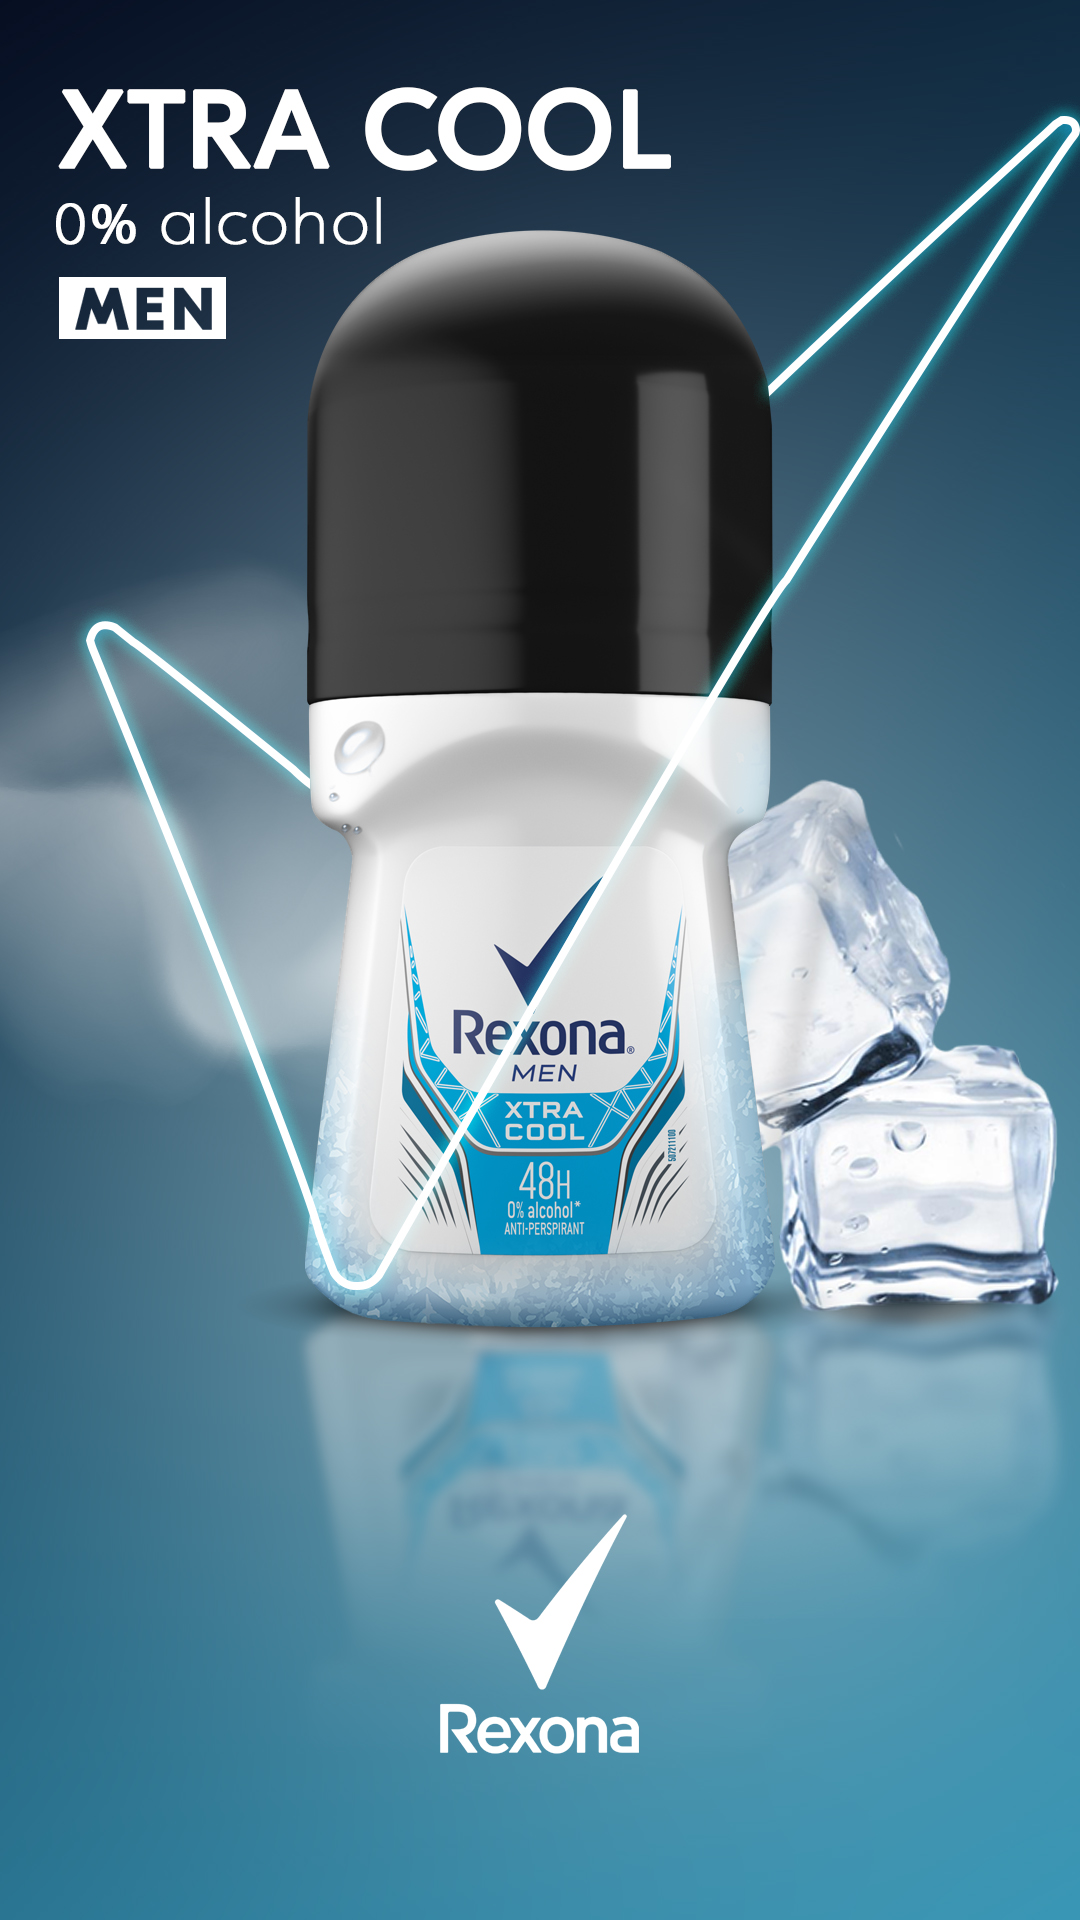 XTRA COOL
0% alcohol
MEN
Rexona®
MEN
XTRA
COOL
48H
0% alcohol*
ANTI-PERSPIRANT
Rexona